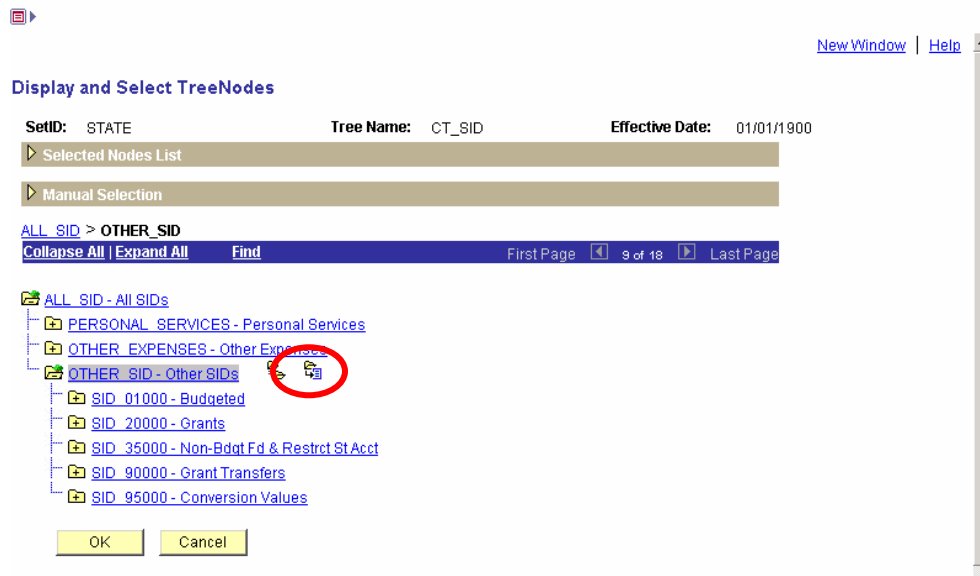 New Window | Help
Display and Select TreeNodes
SetID: STATE Tree Name: CT_SID Effective Date: 01/01/1900
Selected Nodes List
Manual Selection
ALL_SID > OTHER_SID
Collapse All | Expand All Find First Page 9 of 18 Last Page
ALL_SID - All SIDs
PERSONAL_SERVICES - Personal Services
OTHER_EXPENSES - Other Expenses
OTHER_SID - Other SIDs
SID_01000 - Budgeted
SID_20000 - Grants
SID_35000 - Non-Bdgt Fd & Restrct St Acct
SID_90000 - Grant Transfers
SID_95000 - Conversion Values
OK Cancel